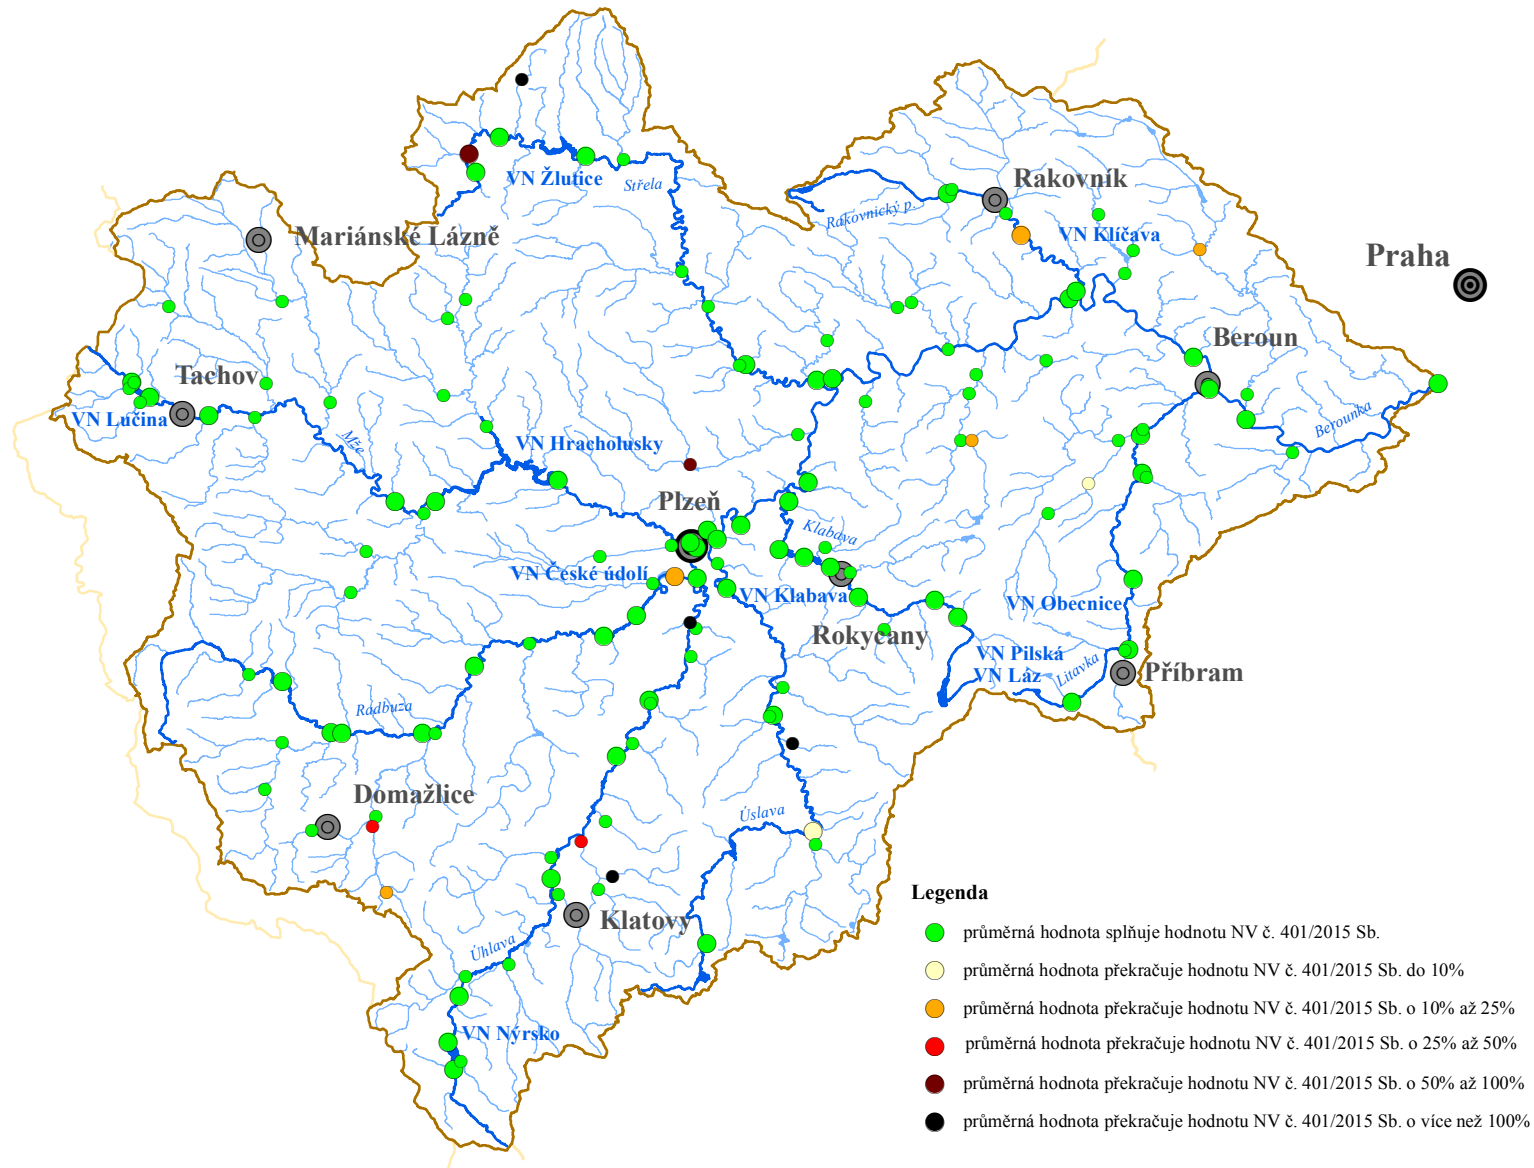 VN Žlutice
Střela
Rakovník
Rakovnický p.
VN Klíčava
Mariánské Lázně
Praha
Beroun
Tachov
VN Lučina
Mže
VN Hracholusky
Berounka
Plzeň
Klabava
VN České údolí
VN Klabava
VN Obecnice
Rokycany
VN Pilská
VN Láz
Litavka
Příbram
Radbuza
Domažlice
Úslava
Klatovy
Úhlava
VN Nýrsko
Legenda
průměrná hodnota splňuje hodnotu NV č. 401/2015 Sb.
průměrná hodnota překračuje hodnotu NV č. 401/2015 Sb. do 10%
průměrná hodnota překračuje hodnotu NV č. 401/2015 Sb. o 10% až 25%
průměrná hodnota překračuje hodnotu NV č. 401/2015 Sb. o 25% až 50%
průměrná hodnota překračuje hodnotu NV č. 401/2015 Sb. o 50% až 100%
průměrná hodnota překračuje hodnotu NV č. 401/2015 Sb. o více než 100%